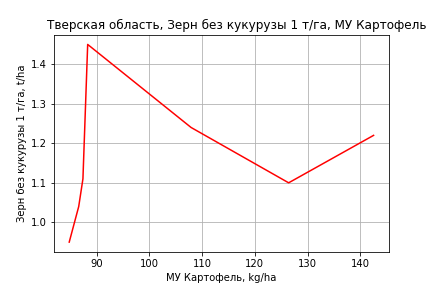 Тверская область, Зерн без кукурузы 1 т/га, МУ Картофель
Зерн без кукурузы 1 т/га, t/ha
1.4
1.3
1.2
1.1
1.0
90 100 110 120 130 140
МУ Картофель, kg/ha